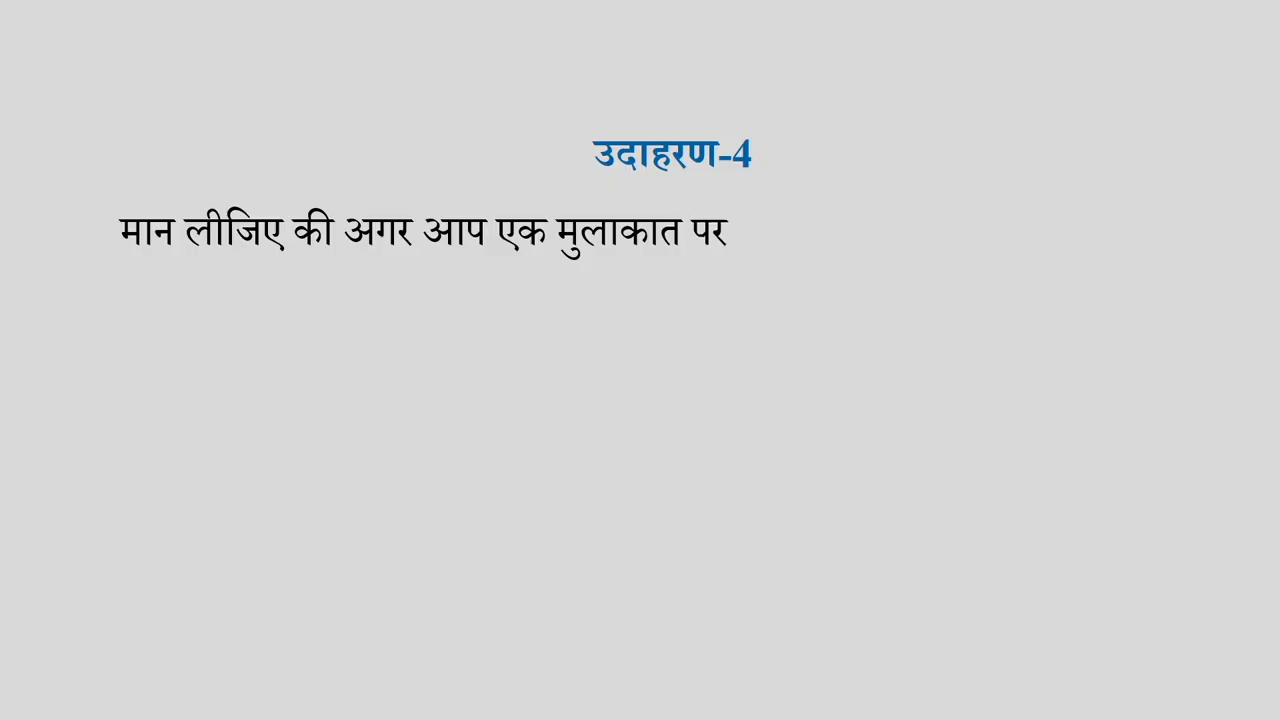 उदाहरण-4
मान लीजिए की अगर आप एक मुलाकात पर